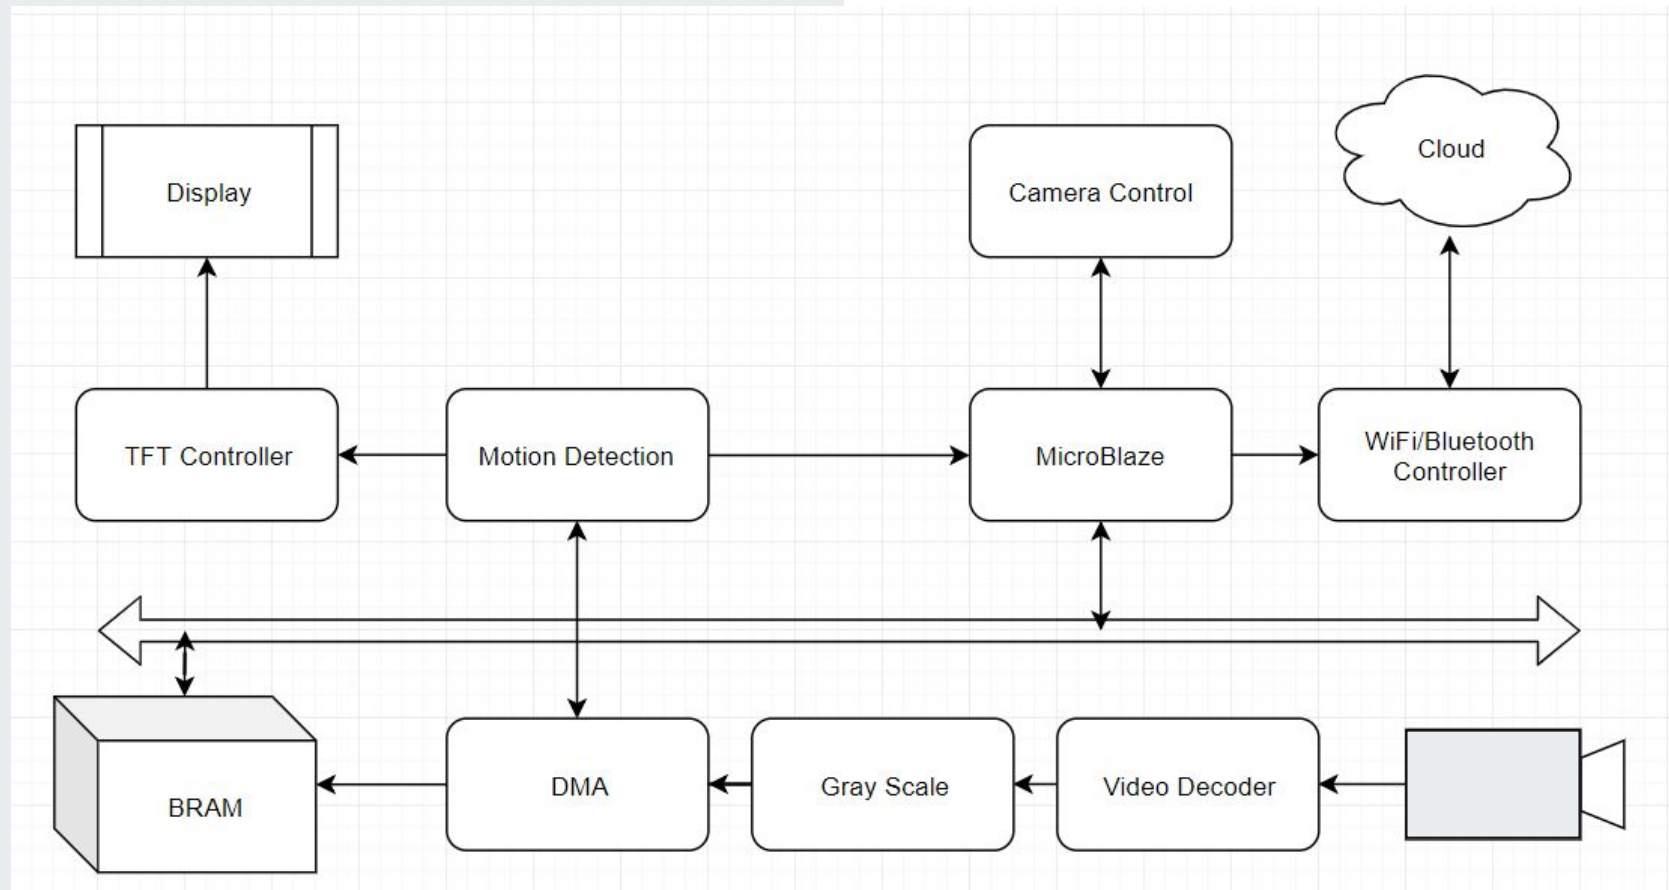 Display
Camera Control
Cloud
TFT Controller
Motion Detection
MicroBlaze
WiFi/Bluetooth
Controller
BRAM
DMA
Gray Scale
Video Decoder